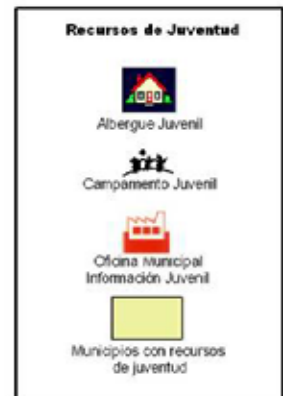 Recursos de Juventud
Albergue Juvenil
Campamento Juvenil
Oficina Municipal
Información Juvenil
Municipios con recursos
de juventud